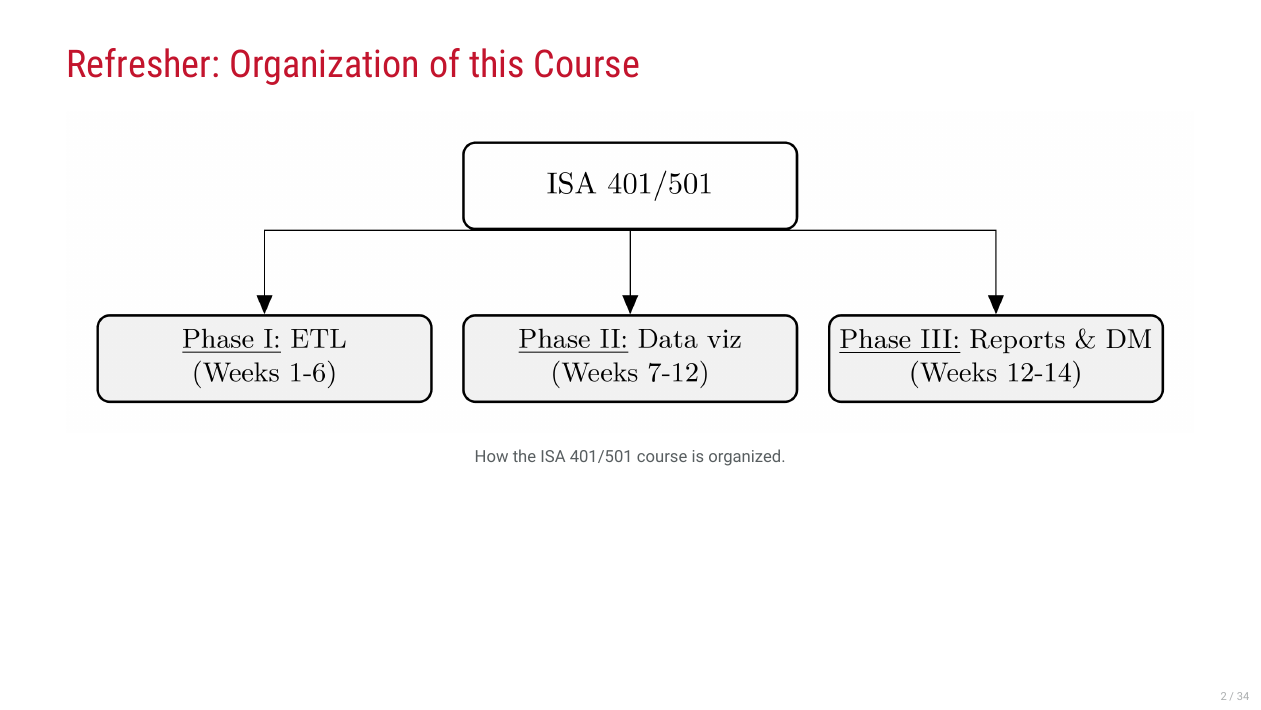 Refresher: Organization of this Course
ISA 401/501
Phase I: ETL
(Weeks 1-6)
Phase II: Data viz
(Weeks 7-12)
Phase III: Reports & DM
(Weeks 12-14)
How the ISA 401/501 course is organized.
2 / 34